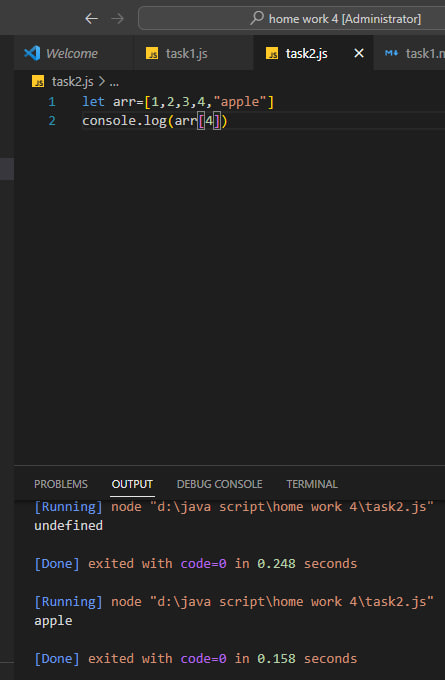 home work 4 [Administrator]
Welcome
JS task1.js
JS task2.js
task1.m
JS task2.js > ...
1 let arr=[1,2,3,4,"apple"]
2 console.log(arr[4])
PROBLEMS OUTPUT DEBUG CONSOLE TERMINAL
[Running] node "d:\java script\home work 4\task2.js"
undefined
[Done] exited with code=0 in 0.248 seconds
[Running] node "d:\java script\home work 4\task2.js"
apple
[Done] exited with code=0 in 0.158 seconds